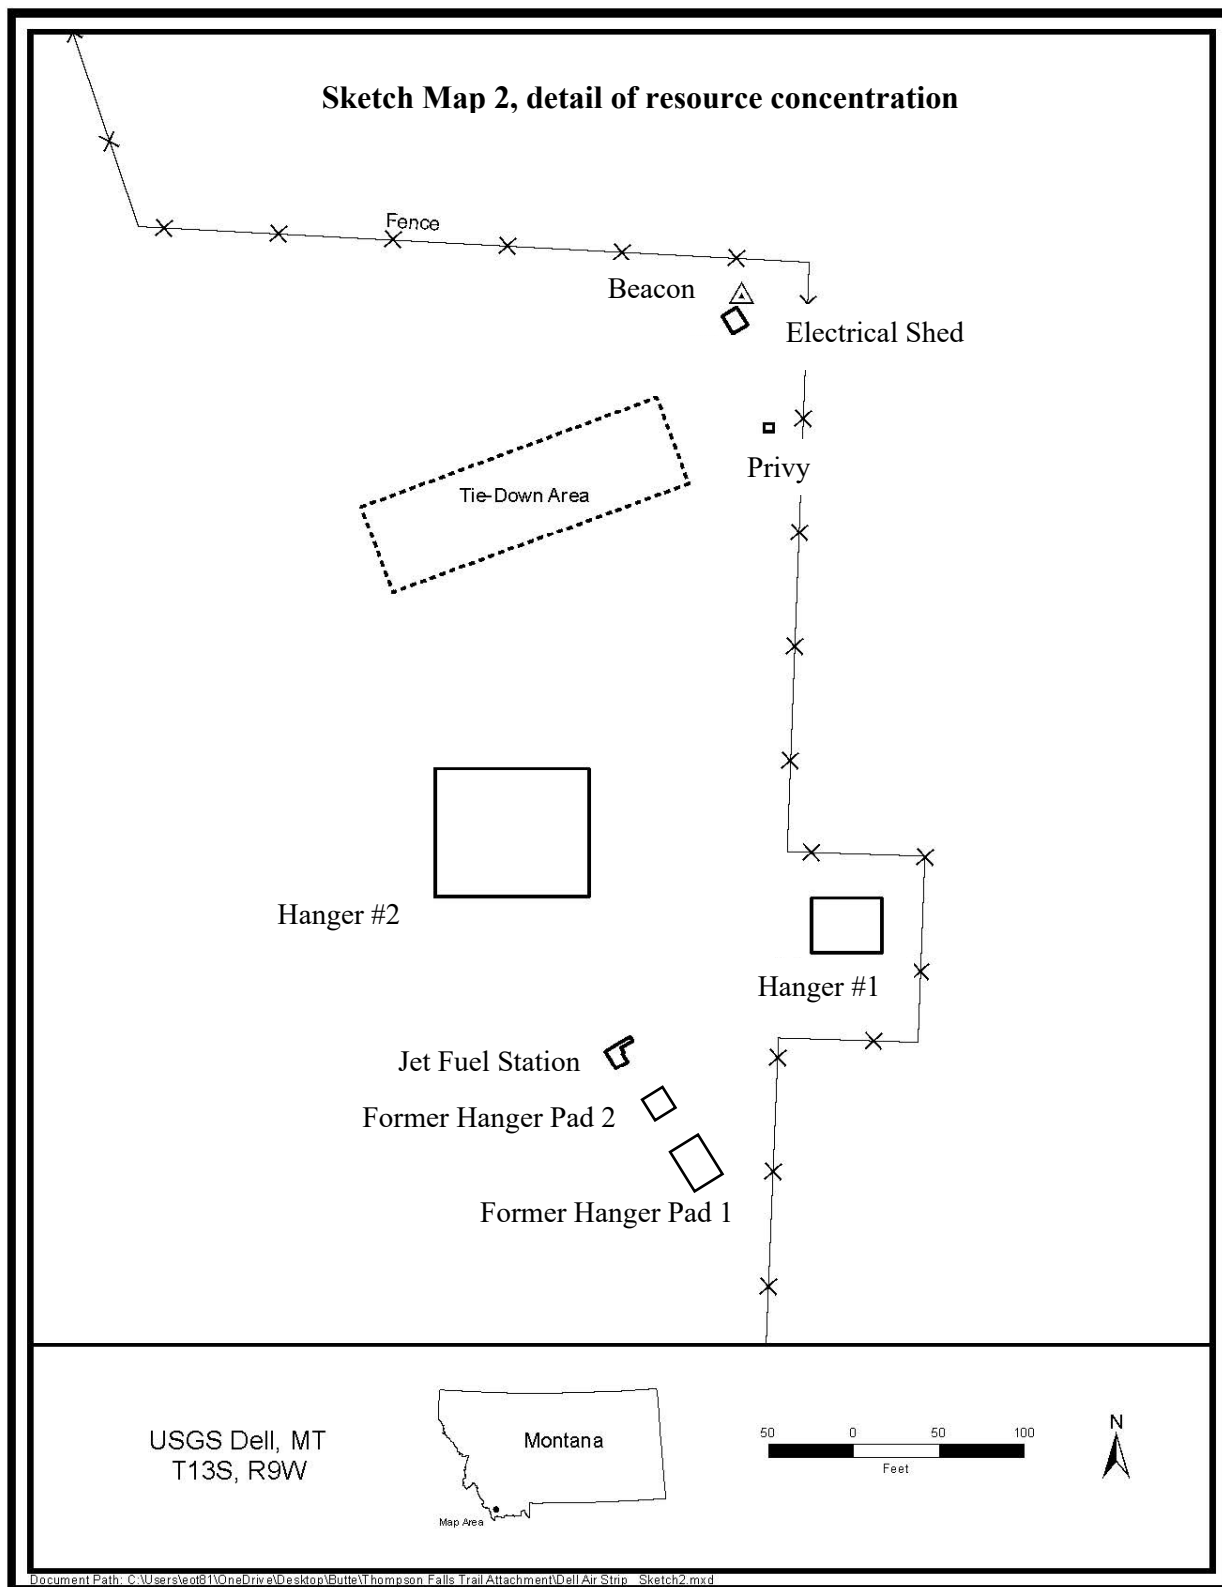 Sketch Map 2, detail of resource concentration
Fence
Beacon
Electrical Shed
Privy
Tie-Down Area
Hanger #2
Hanger #1
Jet Fuel Station
Former Hanger Pad 2
Former Hanger Pad 1
USGS Dell, MT
T13S, R9W
Montana
Map Area
50 0 50 100
Feet
N
Document Path: C:\Users\eot81\OneDrive\Desktop\Butte\Thompson Falls Trail Attachment\Dell Air Strip_Sketch2.mxd